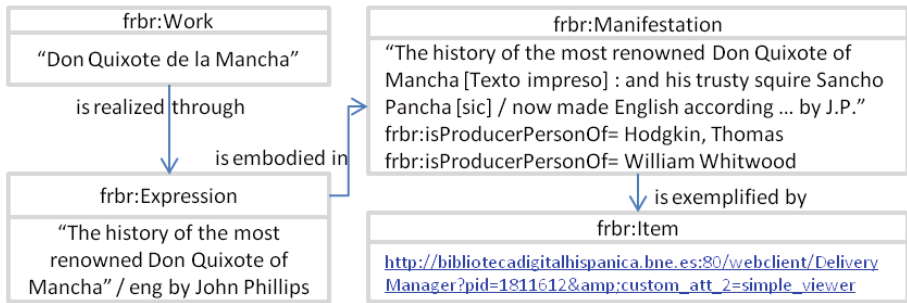 frbr:Work
“Don Quixote de la Mancha”
is realized through
is embodied in
frbr:Expression
“The history of the most
renowned Don Quixote of
Mancha” / eng by John Phillips
frbr:Manifestation
“The history of the most renowned Don Quixote of
Mancha [Texto impreso] : and his trusty squire Sancho
Pancha [sic] / now made English according ... by J.P.”
frbr:isProducerPersonOf= Hodgkin, Thomas
frbr:isProducerPersonOf= William Whitwood
is exemplified by
frbr:Item
http://bibliotecadigitalhispanica.bne.es:80/webclient/Delivery
Manager?pid=1811612&amp;custom_att_2=simple_viewer